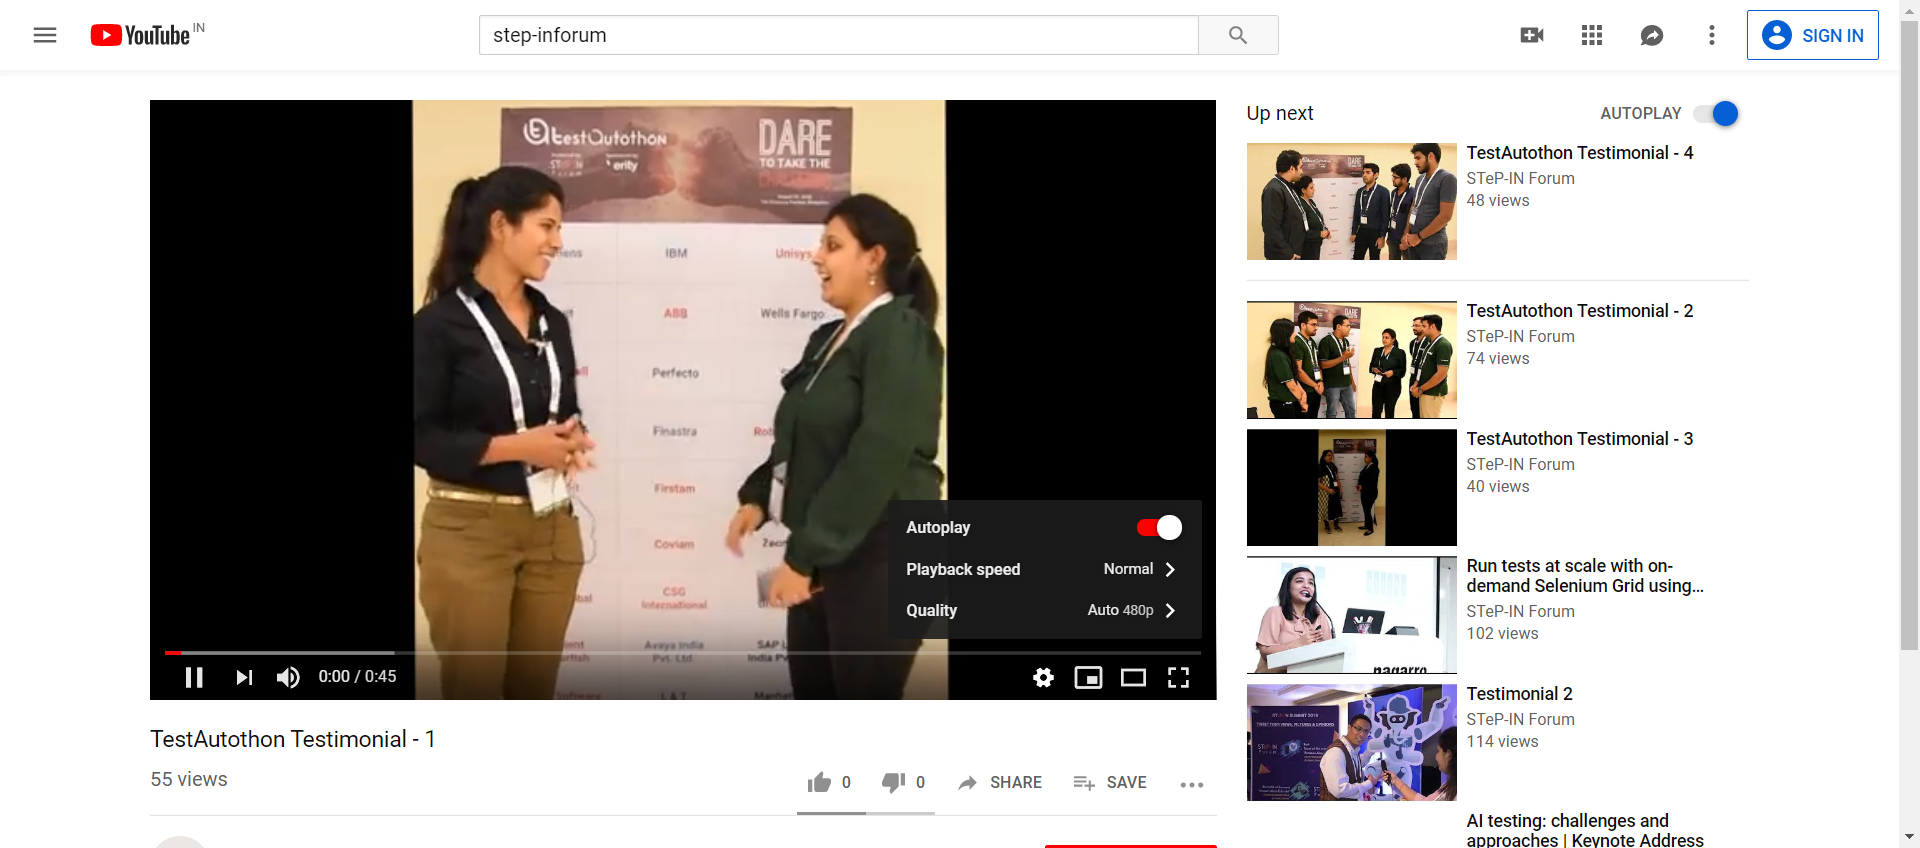 YouTube IN
step-inforum
SIGN IN
testAutothon
DARE
TO TAKE THE
erity
IBM
Unisys
ABB
Wells Fargo
Perfecto
Finastra
Firstam
Coviam
CSG
International
Avaya India
Pvt. Ltd.
SAP L
India Pv
Software
L & T
Autoplay
Playback speed Normal
Quality Auto 480p
0:00 / 0:45
TestAutothon Testimonial - 1
55 views
0 0 SHARE SAVE
Up next AUTOPLAY
TestAutothon Testimonial - 4
STeP-IN Forum
48 views
TestAutothon Testimonial - 2
STeP-IN Forum
74 views
TestAutothon Testimonial - 3
STeP-IN Forum
40 views
Run tests at scale with on-
demand Selenium Grid using...
STeP-IN Forum
102 views
nagarro
Testimonial 2
STeP-IN Forum
114 views
AI testing: challenges and
approaches | Keynote Address